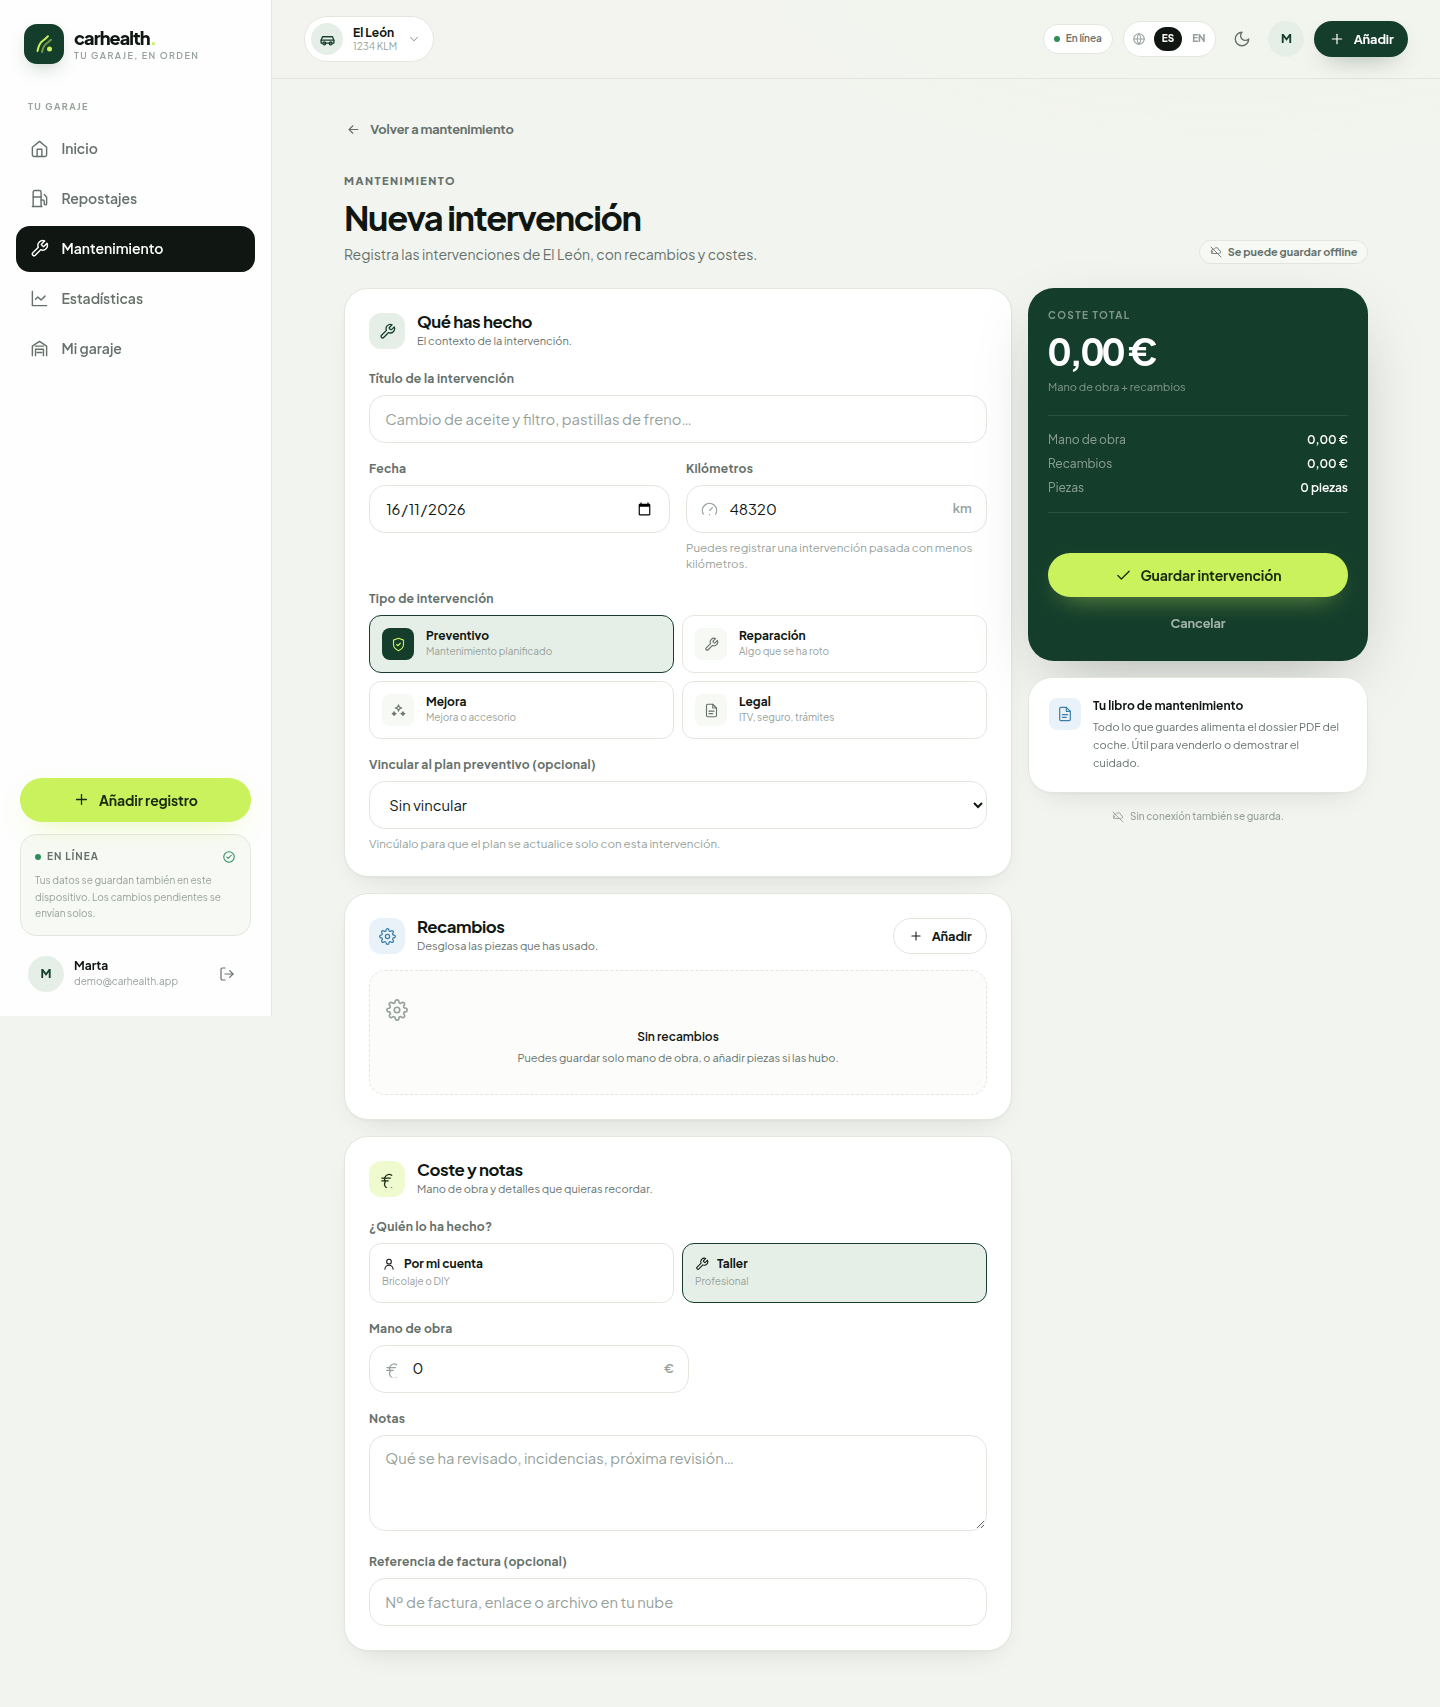 carhealth.
TU GARAJE, EN ORDEN
TU GARAJE
Inicio
Repostajes
Mantenimiento
Estadísticas
Mi garaje
Añadir registro
EN LÍNEA
Tus datos se guardan también en este
dispositivo. Los cambios pendientes se
envían solos.
M
Marta
demo@carhealth.app
El León
1234 KLM
En línea
ES
EN
M
Añadir
Volver a mantenimiento
MANTENIMIENTO
Nueva intervención
Registra las intervenciones de El León, con recambios y costes.
Se puede guardar offline
Qué has hecho
El contexto de la intervención.
Título de la intervención
Cambio de aceite y filtro, pastillas de freno…
Fecha
Kilómetros
16/11/2026
48320
km
Puedes registrar una intervención pasada con menos
kilómetros.
Tipo de intervención
Preventivo
Mantenimiento planificado
Reparación
Algo que se ha roto
Mejora
Mejora o accesorio
Legal
ITV, seguro, trámites
Vincular al plan preventivo (opcional)
Sin vincular
Vincúlalo para que el plan se actualice solo con esta intervención.
Recambios
Desglosa las piezas que has usado.
Añadir
Sin recambios
Puedes guardar solo mano de obra, o añadir piezas si las hubo.
Coste y notas
Mano de obra y detalles que quieras recordar.
¿Quién lo ha hecho?
Por mi cuenta
Bricolaje o DIY
Taller
Profesional
Mano de obra
€
0
€
Notas
Qué se ha revisado, incidencias, próxima revisión…
Referencia de factura (opcional)
Nº de factura, enlace o archivo en tu nube
COSTE TOTAL
0,00 €
Mano de obra + recambios
Mano de obra
0,00 €
Recambios
0,00 €
Piezas
0 piezas
Guardar intervención
Cancelar
Tu libro de mantenimiento
Todo lo que guardes alimenta el dossier PDF del
coche. Útil para venderlo o demostrar el
cuidado.
Sin conexión también se guarda.